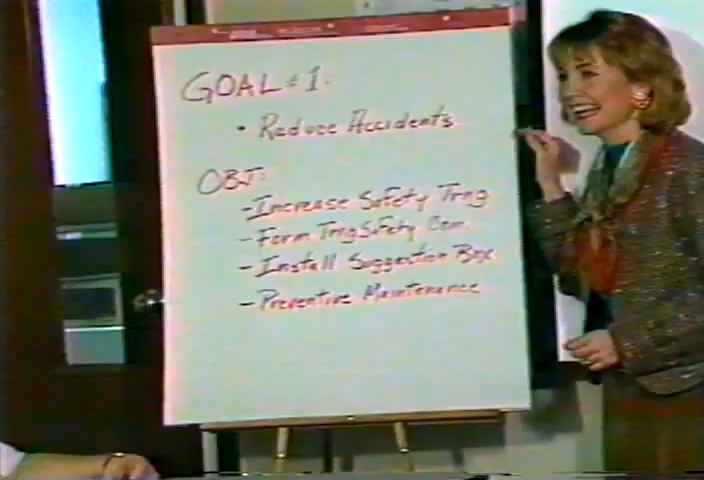 GOAL #1:
• Reduce Accidents
OBJ:
- Increase Safety Trng
- Form Trng Safety Com
- Install Suggestion Box
- Preventive Maintenance